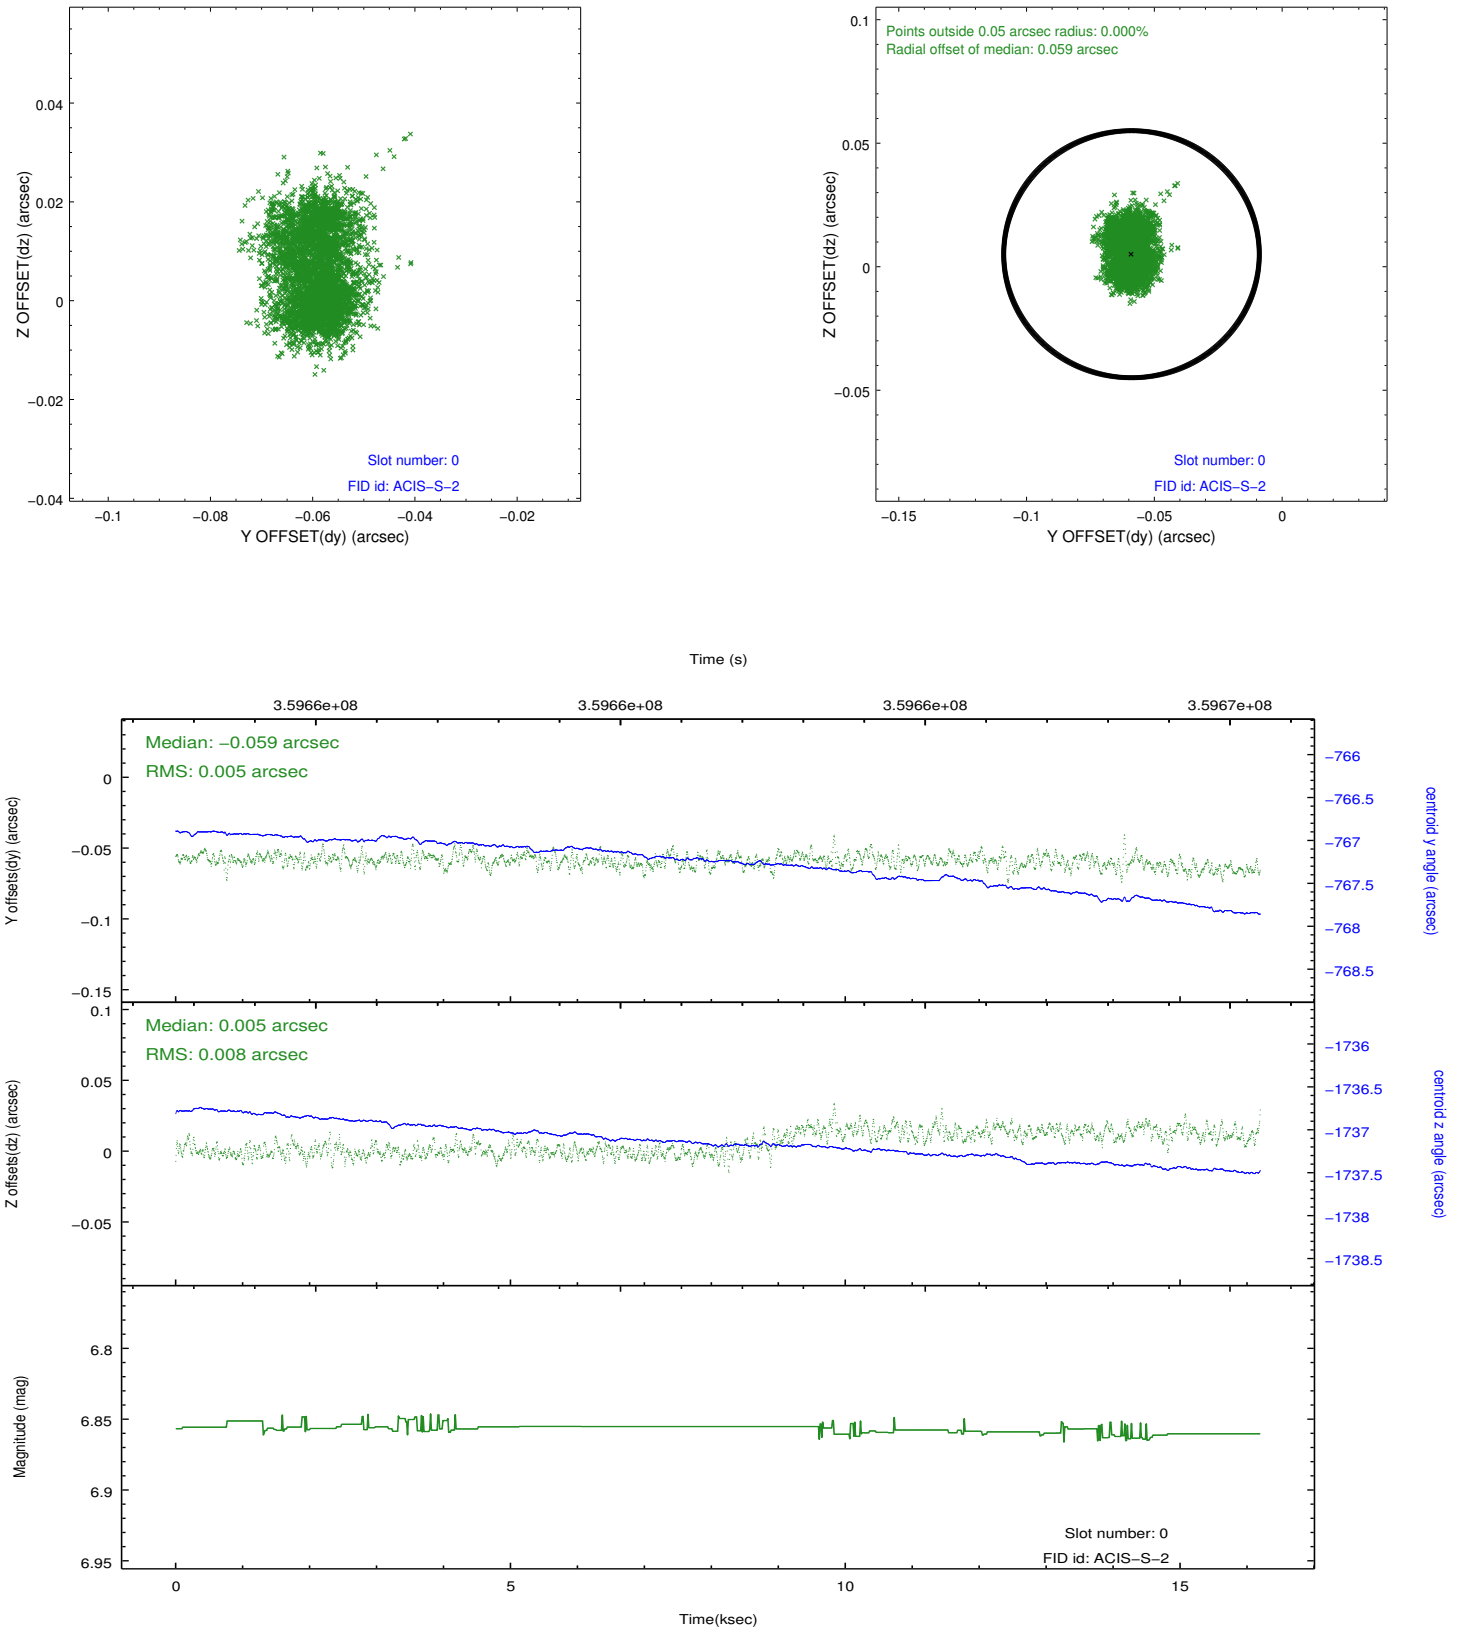 0.04
0.02
0
−0.02
−0.04
Z OFFSET(dz) (arcsec)
Slot number: 0
FID id: ACIS−S−2
−0.1
−0.08
−0.06
−0.04
−0.02
Y OFFSET(dy) (arcsec)
Points outside 0.05 arcsec radius: 0.000%
Radial offset of median: 0.059 arcsec
0.1
0.05
0
−0.05
Z OFFSET(dz) (arcsec)
Slot number: 0
FID id: ACIS−S−2
−0.15
−0.1
−0.05
0
Y OFFSET(dy) (arcsec)
Time (s)
3.5966e+08
3.5966e+08
3.5966e+08
3.5967e+08
Median: −0.059 arcsec
RMS: 0.005 arcsec
0
−0.05
−0.1
−0.15
Y offsets(dy) (arcsec)
−766
−766.5
−767
−767.5
−768
−768.5
centroid y angle (arcsec)
Median: 0.005 arcsec
RMS: 0.008 arcsec
0.1
0.05
0
−0.05
Z offsets(dz) (arcsec)
−1736
−1736.5
−1737
−1737.5
−1738
−1738.5
centroid z angle (arcsec)
6.8
6.85
6.9
6.95
Magnitude (mag)
Slot number: 0
FID id: ACIS−S−2
0
5
10
15
Time(ksec)